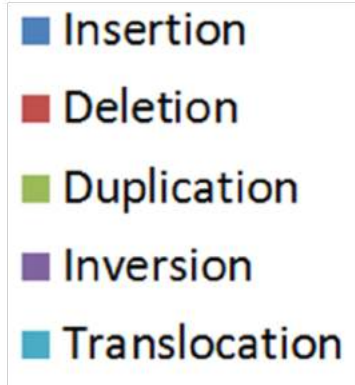 Insertion
Deletion
Duplication
Inversion
Translocation